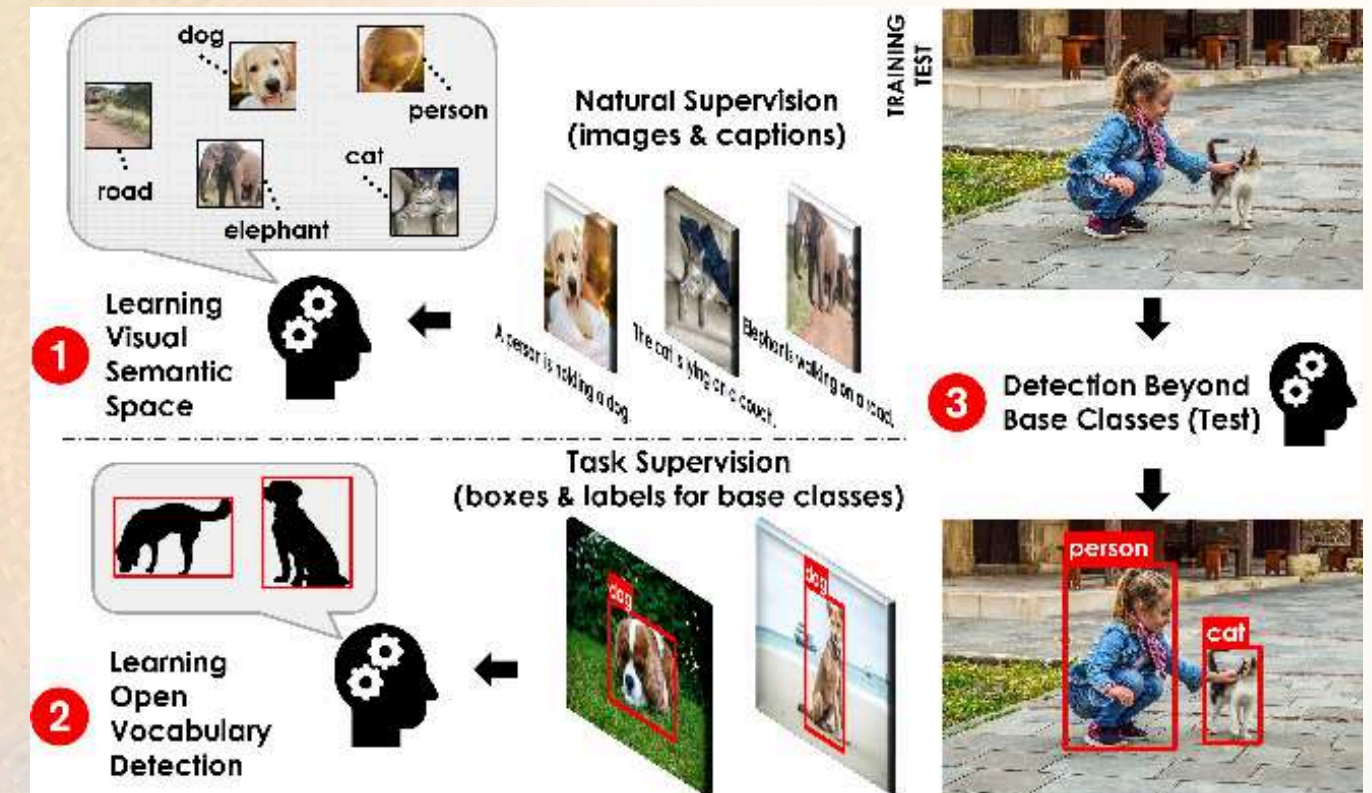 dog
person
road
cat
elephant
Natural Supervision
(images & captions)
TRAINING
TEST
A person is holding a dog.
The cat is lying on a couch.
Elephant is walking on a road.
1
Learning
Visual
Semantic
Space
Task Supervision
(boxes & labels for base classes)
dog
dog
2
Learning
Open
Vocabulary
Detection
3
Detection Beyond
Base Classes (Test)
person
cat